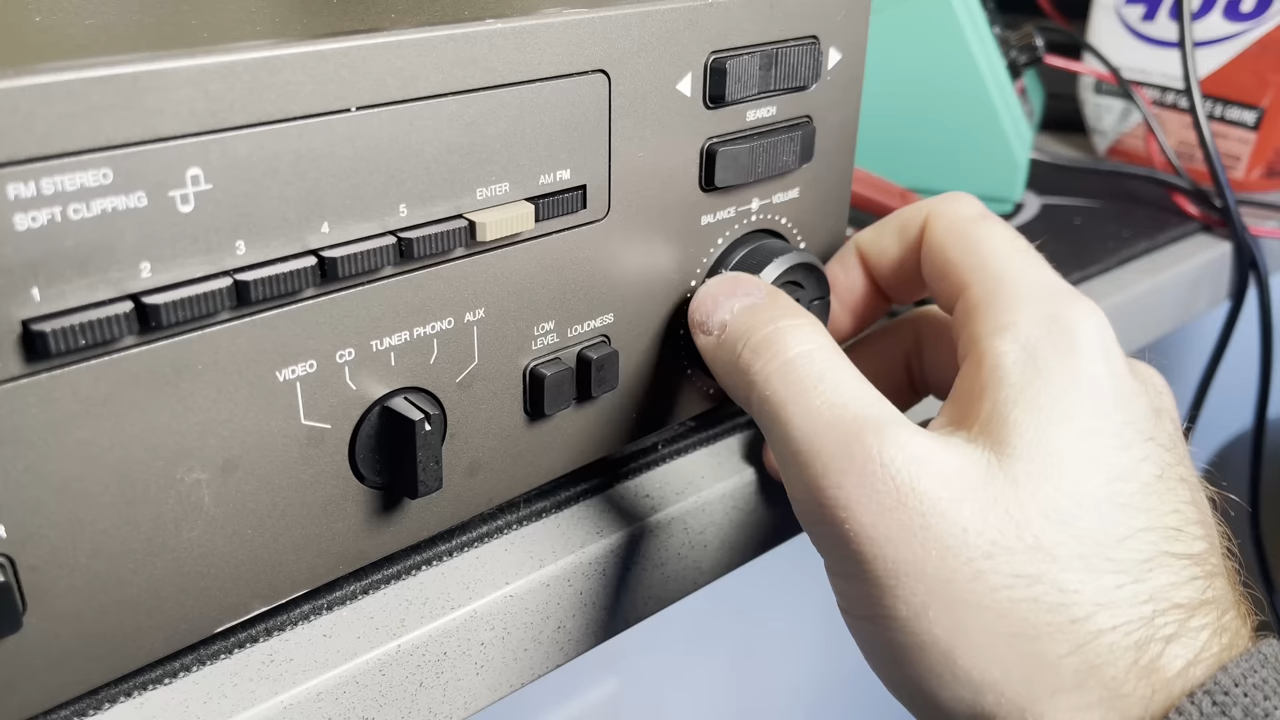 FM STEREO
SOFT CLIPPING
1
2
3
4
5
ENTER
AM FM
SEARCH
BALANCE
VOLUME
VIDEO
CD
TUNER
PHONO
AUX
LOW
LEVEL
LOUDNESS
R